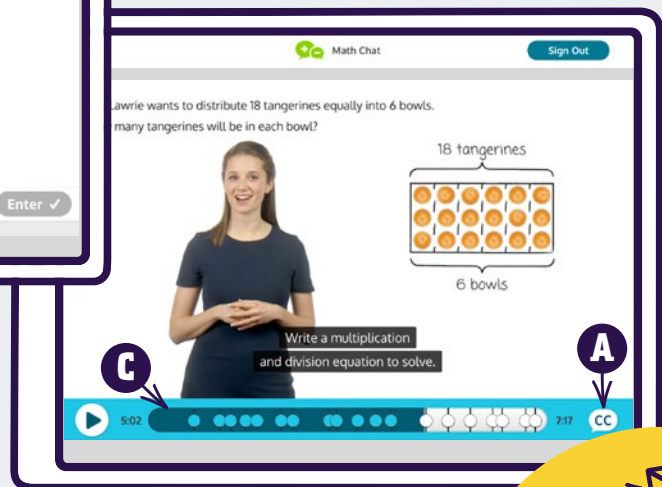 Math Chat
Sign Out
Lawrie wants to distribute 18 tangerines equally into 6 bowls.
many tangerines will be in each bowl?
18 tangerines
6 bowls
Enter ✓
Write a multiplication
and division equation to solve.
C
A
5:02
7:17
CC